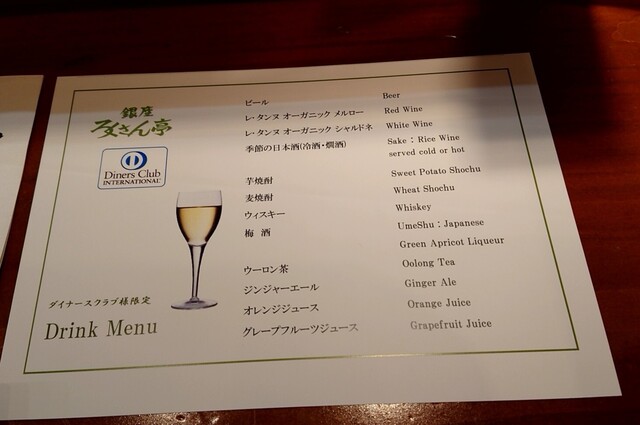 銀座
ろくさん亭
Diners Club
INTERNATIONAL
ダイナースクラブ様限定
Drink Menu
ビール Beer
レ・タンヌ オーガニック メルロー Red Wine
レ・タンヌ オーガニック シャルドネ White Wine
季節の日本酒(冷酒・燗酒) Sake : Rice Wine
served cold or hot
芋焼酎 Sweet Potato Shochu
麦焼酎 Wheat Shochu
ウィスキー Whiskey
梅 酒 UmeShu : Japanese
Green Apricot Liqueur
ウーロン茶 Oolong Tea
ジンジャーエール Ginger Ale
オレンジジュース Orange Juice
グレープフルーツジュース Grapefruit Juice